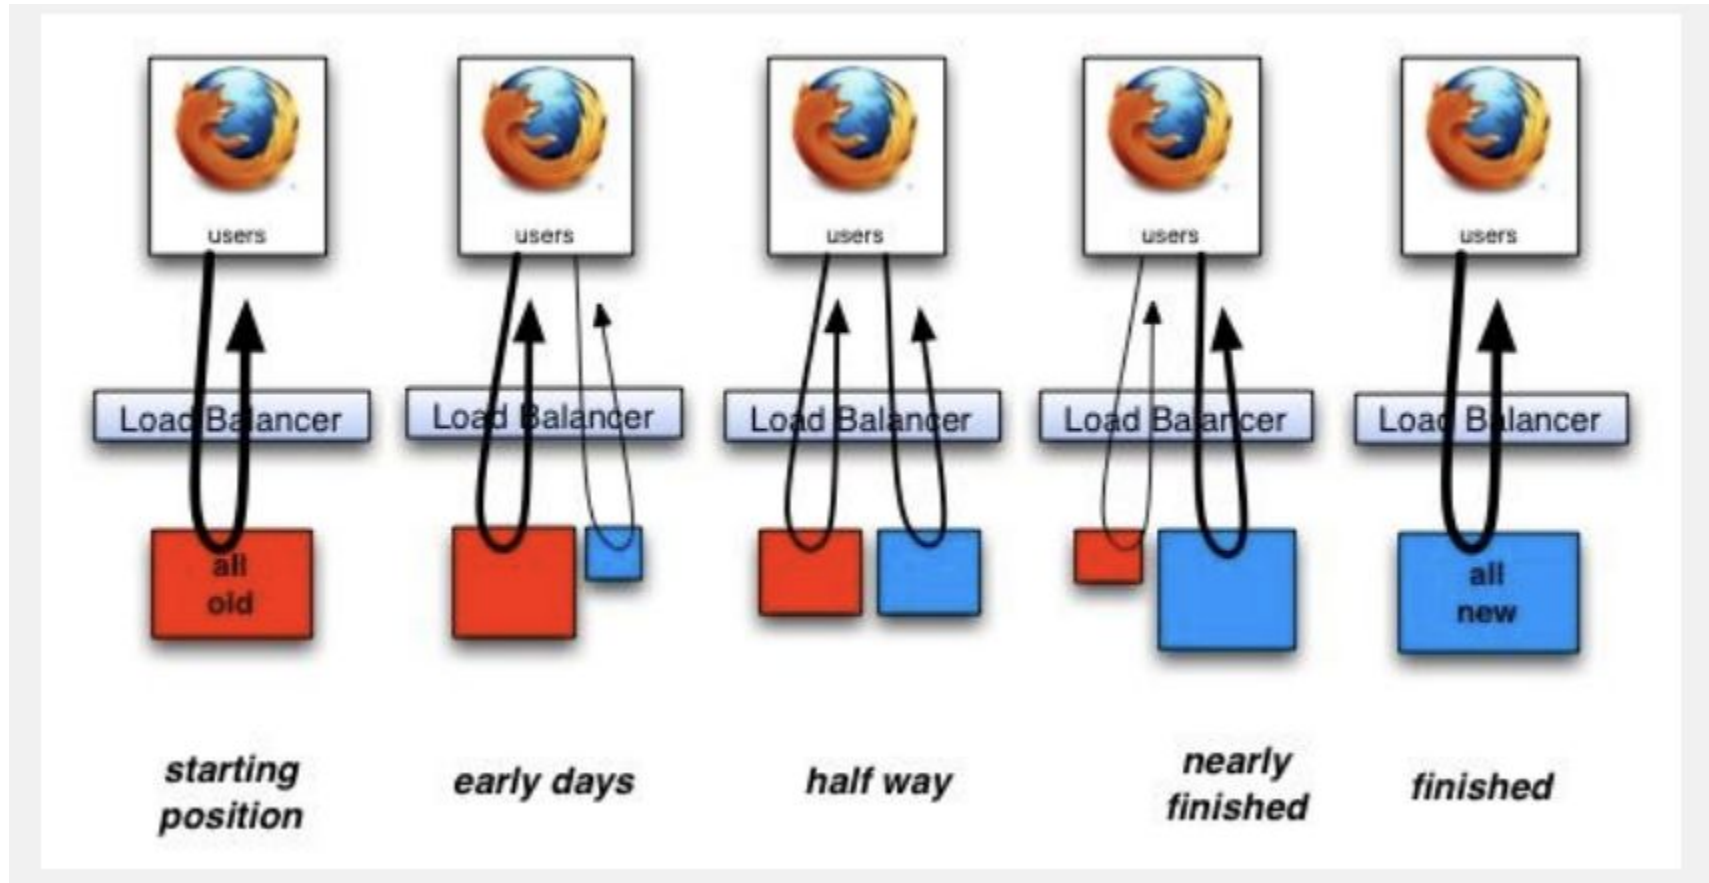 users
users
users
users
users
Load Balancer
Load Balancer
Load Balancer
Load Balancer
Load Balancer
all
old
all
new
starting
position
early days
half way
nearly
finished
finished